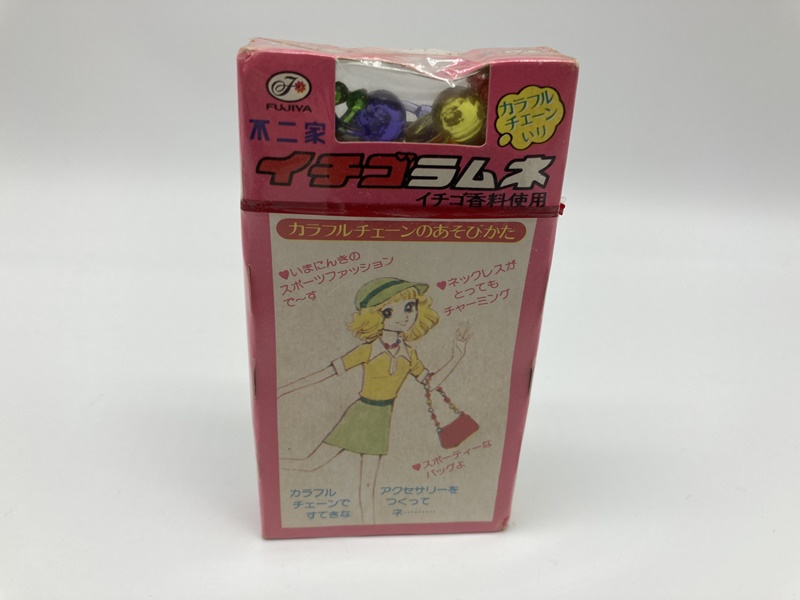 F
FUJIYA
不二家
カラフル
チェーン
いり
イチゴラムネ
イチゴ香料使用
カラフルチェーンのあそびかた
♥いまにんきの
スポーツファッション
で〜す
♥ネックレスが
とっても
チャーミング
♥スポーティーな
バッグよ
カラフル
チェーンで
すてきな
アクセサリーを
つくって
ネ………